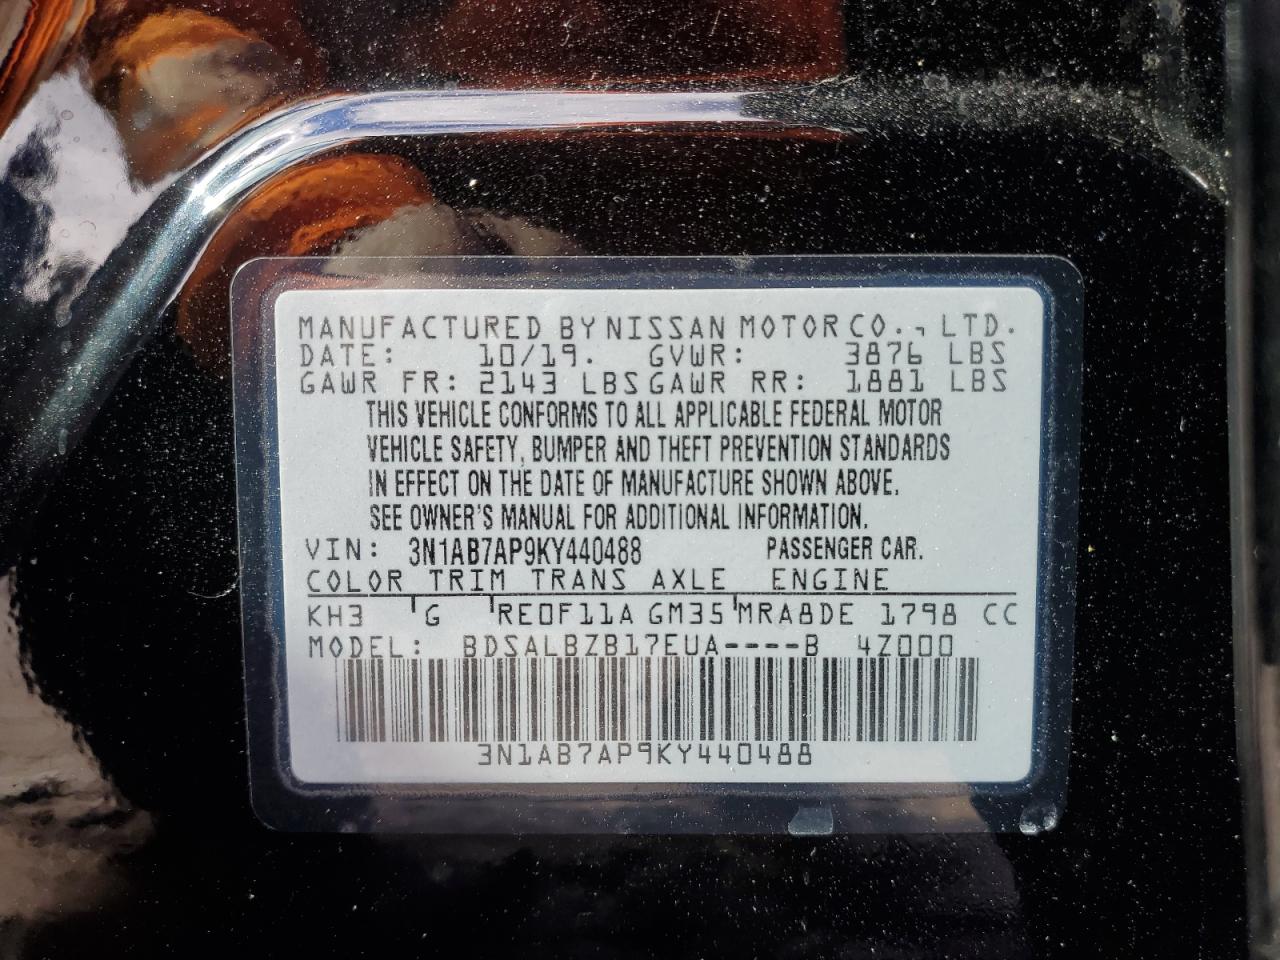 MANUFACTURED BY NISSAN MOTOR CO., LTD.
DATE: 10/19. GVWR: 3876 LBS
GAWR FR: 2143 LBS GAWR RR: 1881 LBS
THIS VEHICLE CONFORMS TO ALL APPLICABLE FEDERAL MOTOR
VEHICLE SAFETY, BUMPER AND THEFT PREVENTION STANDARDS
IN EFFECT ON THE DATE OF MANUFACTURE SHOWN ABOVE.
SEE OWNER'S MANUAL FOR ADDITIONAL INFORMATION.
VIN: 3N1AB7AP9KY440488 PASSENGER CAR.
COLOR TRIM TRANS AXLE ENGINE
KH3 G RE0F11A GM35 MRA8DE 1798 CC
MODEL: BDSALBZB17EUA----B 4Z000
3N1AB7AP9KY440488